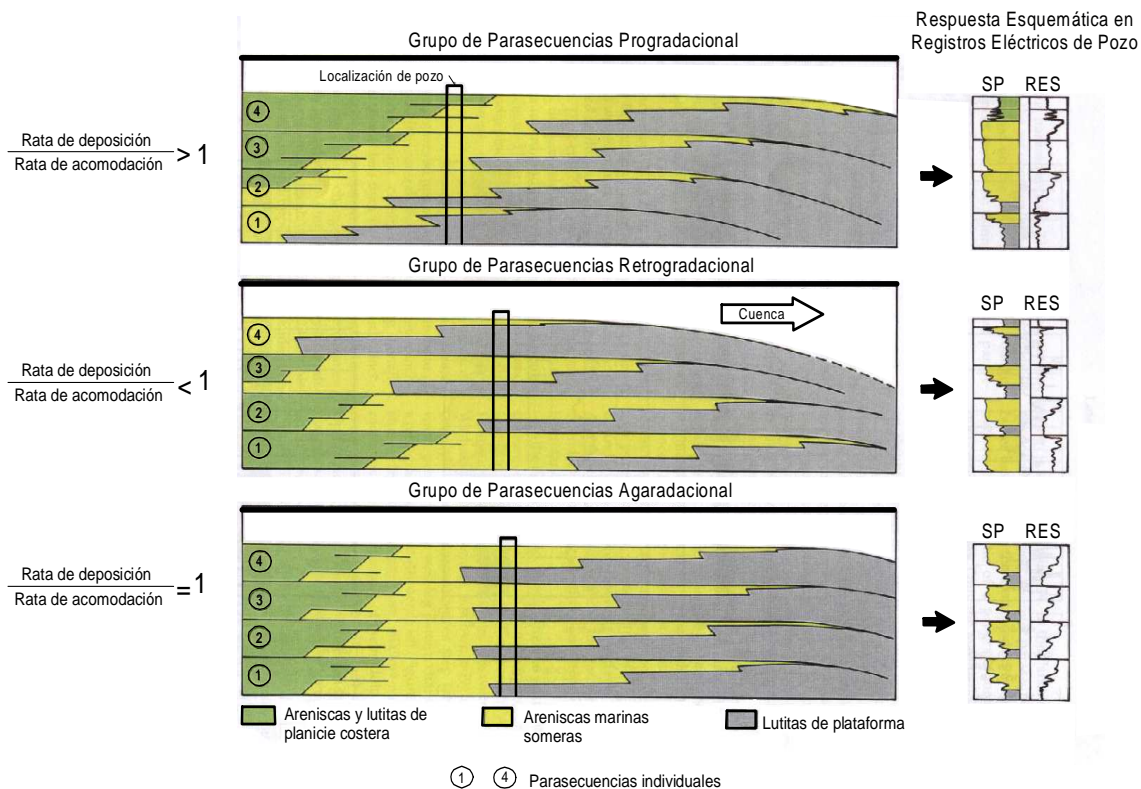 Respuesta Esquemática en
Registros Eléctricos de Pozo
Grupo de Parasecuencias Progradacional
Localización de pozo
SP RES
4
3
2
1
Rata de deposición
Rata de acomodación
> 1
Grupo de Parasecuencias Retrogradacional
Cuenca
SP RES
4
3
2
1
Rata de deposición
Rata de acomodación
< 1
Grupo de Parasecuencias Agaradacional
SP RES
4
3
2
1
Rata de deposición
Rata de acomodación
= 1
Areniscas y lutitas de
planicie costera
Areniscas marinas
someras
Lutitas de plataforma
1 4 Parasecuencias individuales